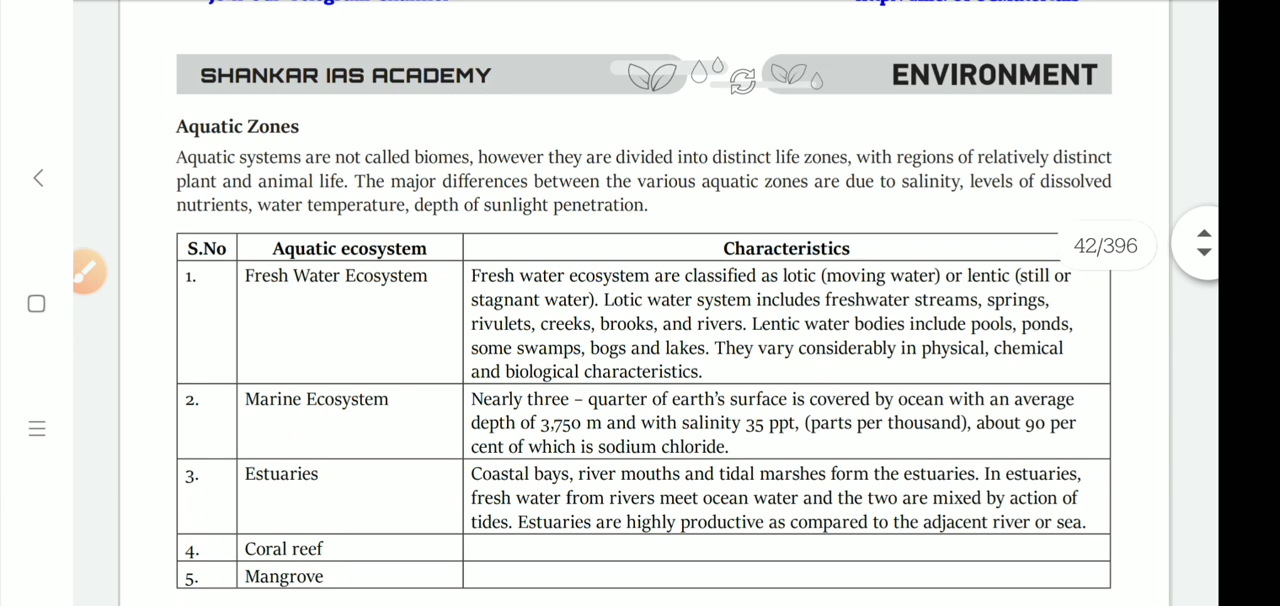 SHANKAR IAS ACADEMY
ENVIRONMENT
Aquatic Zones
Aquatic systems are not called biomes, however they are divided into distinct life zones, with regions of relatively distinct
plant and animal life. The major differences between the various aquatic zones are due to salinity, levels of dissolved
nutrients, water temperature, depth of sunlight penetration.
S.No Aquatic ecosystem Characteristics
42/396
1. Fresh Water Ecosystem Fresh water ecosystem are classified as lotic (moving water) or lentic (still or
stagnant water). Lotic water system includes freshwater streams, springs,
rivulets, creeks, brooks, and rivers. Lentic water bodies include pools, ponds,
some swamps, bogs and lakes. They vary considerably in physical, chemical
and biological characteristics.
2. Marine Ecosystem Nearly three – quarter of earth's surface is covered by ocean with an average
depth of 3,750 m and with salinity 35 ppt, (parts per thousand), about 90 per
cent of which is sodium chloride.
3. Estuaries Coastal bays, river mouths and tidal marshes form the estuaries. In estuaries,
fresh water from rivers meet ocean water and the two are mixed by action of
tides. Estuaries are highly productive as compared to the adjacent river or sea.
4. Coral reef
5. Mangrove